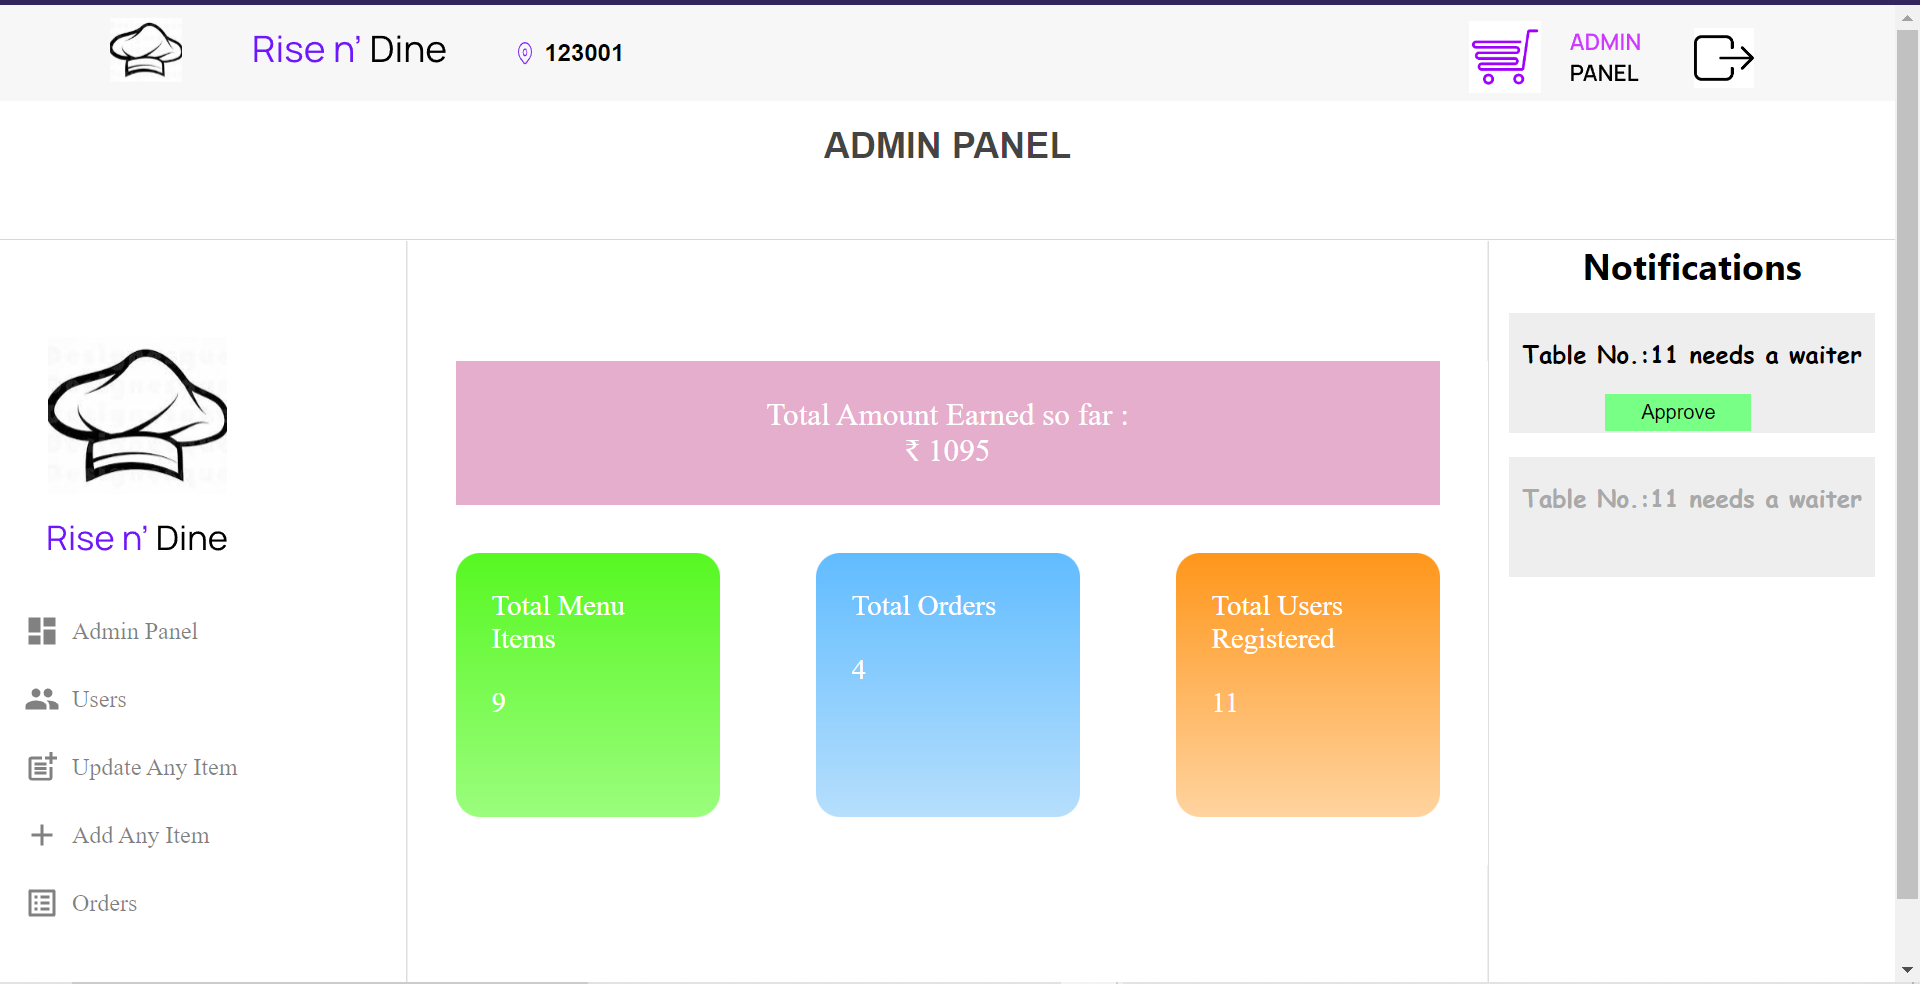 Rise n’ Dine
123001
ADMIN
PANEL
ADMIN PANEL
Rise n’ Dine
Admin Panel
Users
Update Any Item
Add Any Item
Orders
Total Amount Earned so far :
₹ 1095
Total Menu
Items
9
Total Orders
4
Total Users
Registered
11
Notifications
Table No.:11 needs a waiter
Approve
Table No.:11 needs a waiter